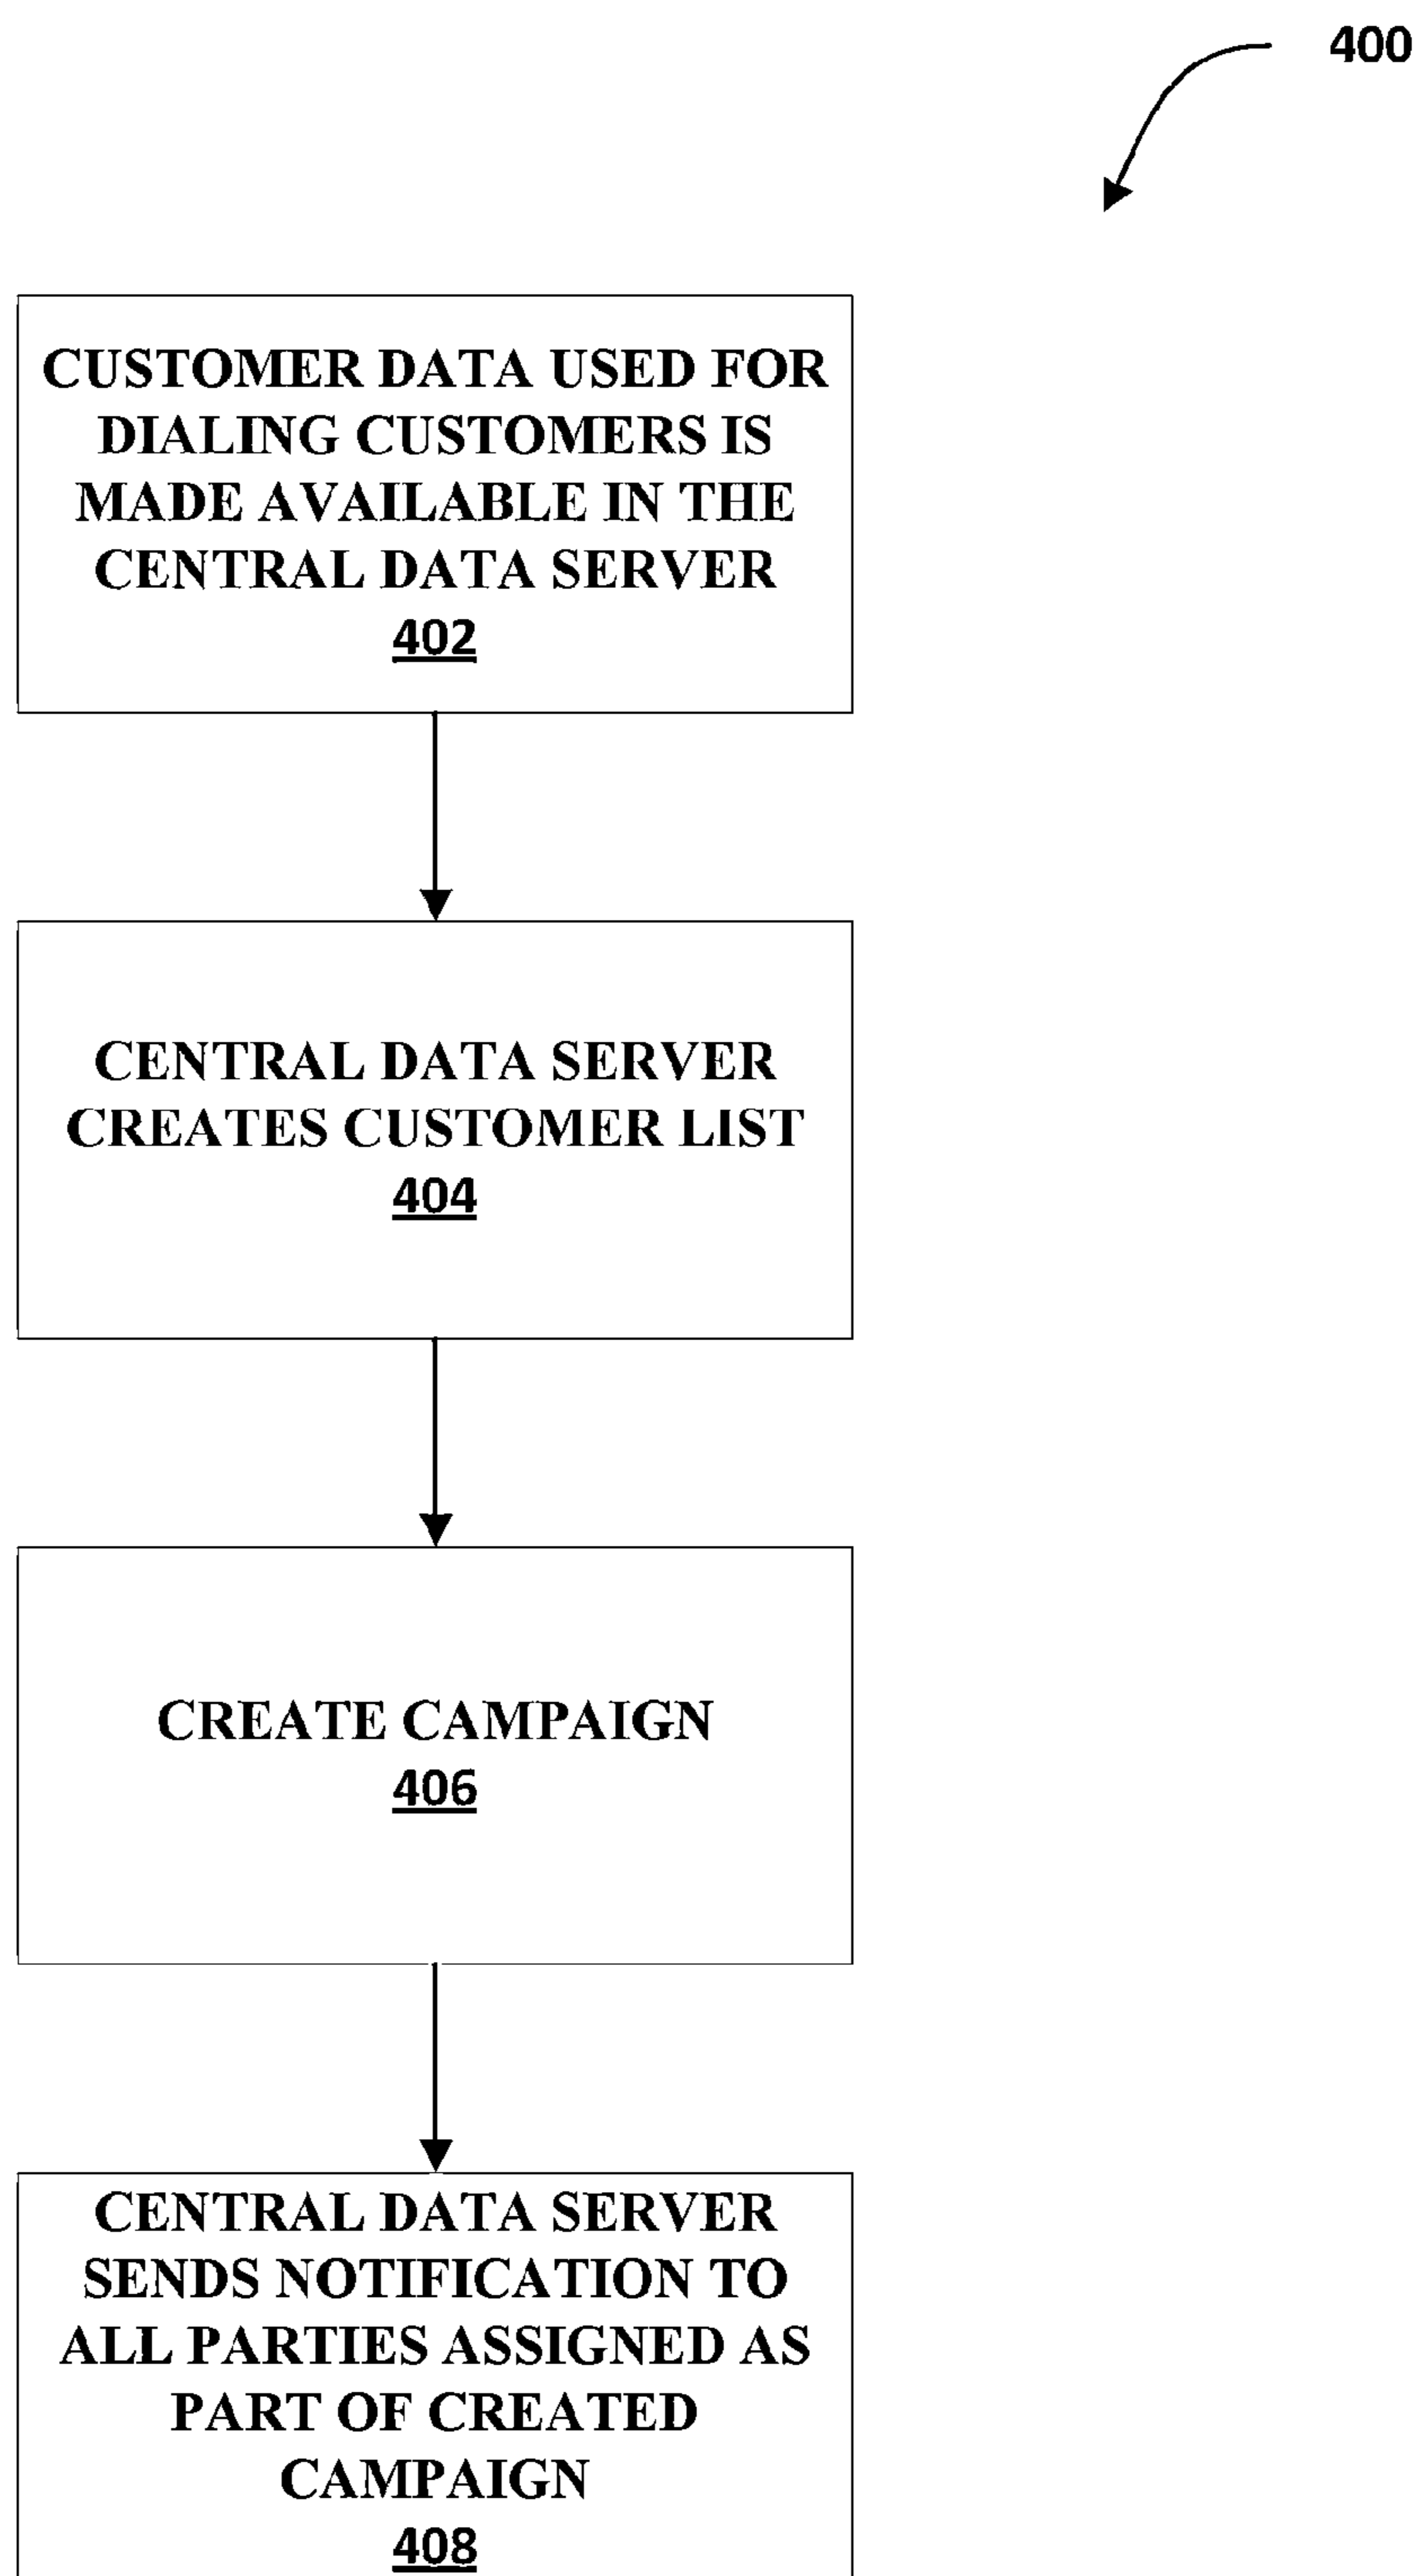 400
CUSTOMER DATA USED FOR
DIALING CUSTOMERS IS
MADE AVAILABLE IN THE
CENTRAL DATA SERVER
402
CENTRAL DATA SERVER
CREATES CUSTOMER LIST
404
CREATE CAMPAIGN
406
CENTRAL DATA SERVER
SENDS NOTIFICATION TO
ALL PARTIES ASSIGNED AS
PART OF CREATED
CAMPAIGN
408